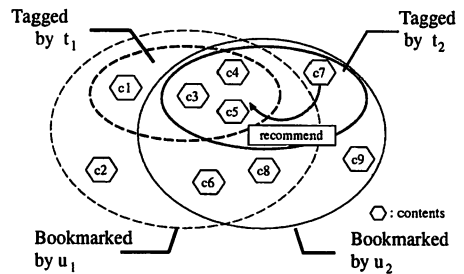 Tagged
by t1
Tagged
by t2
c1
c4
c7
c3
c5
recommend
c2
c6
c8
c9
: contents
Bookmarked
by u1
Bookmarked
by u2